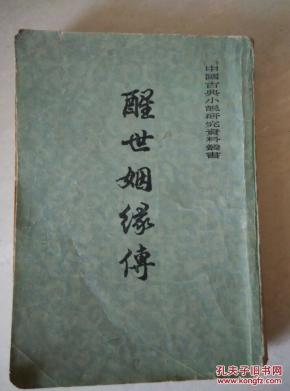 中國古典小說研究資料叢書
醒世姻緣傳
孔夫子旧书网